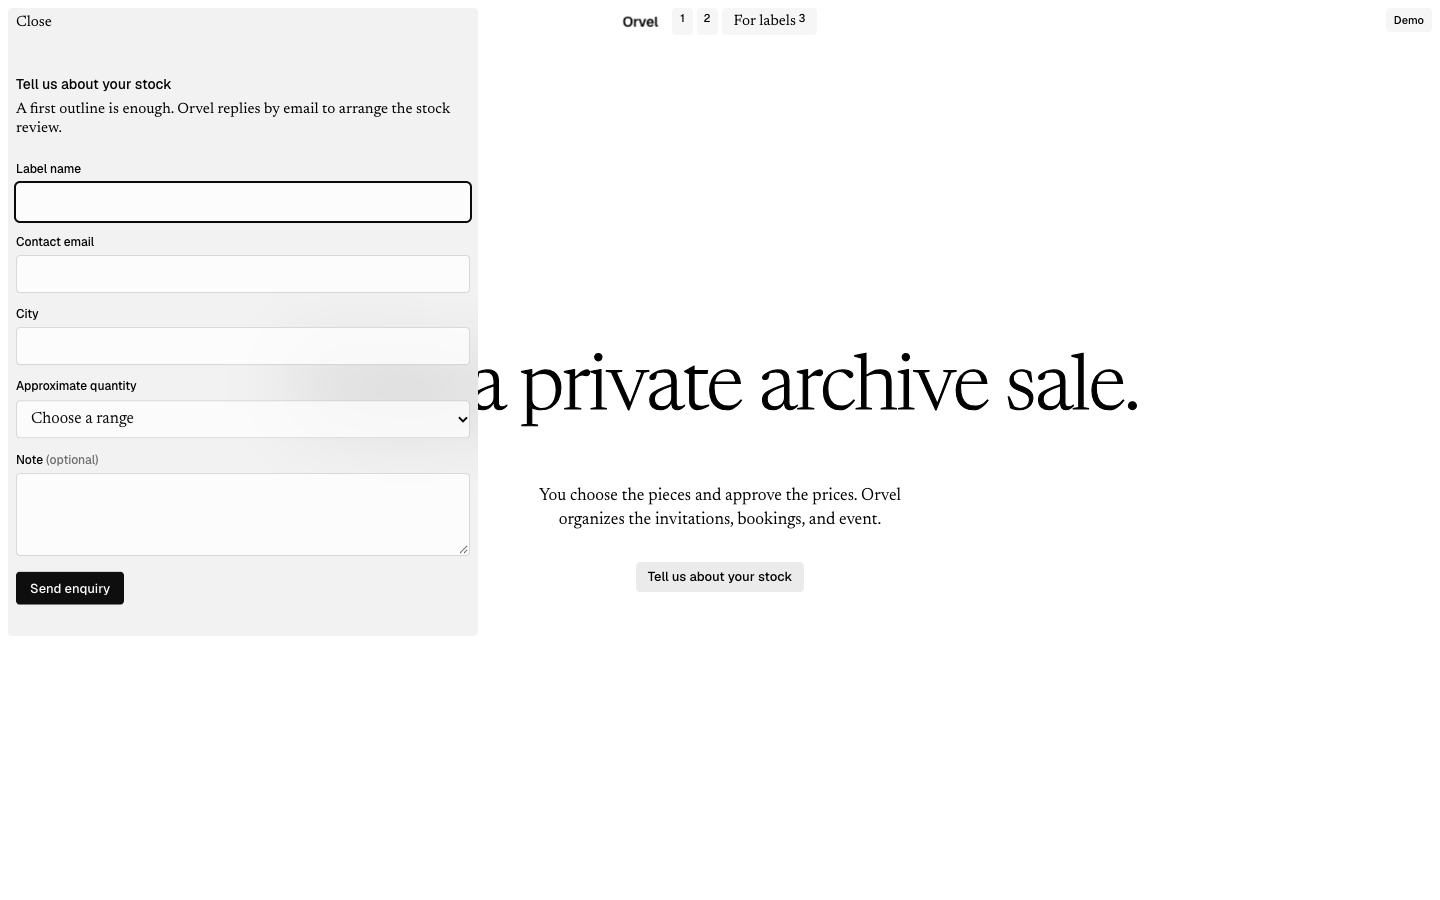 Close
Orvel
1
2
For labels 3
Demo
Tell us about your stock
A first outline is enough. Orvel replies by email to arrange the stock
review.
Label name
Contact email
City
a private archive sale.
Approximate quantity
Choose a range
Note (optional)
You choose the pieces and approve the prices. Orvel
organizes the invitations, bookings, and event.
Tell us about your stock
Send enquiry